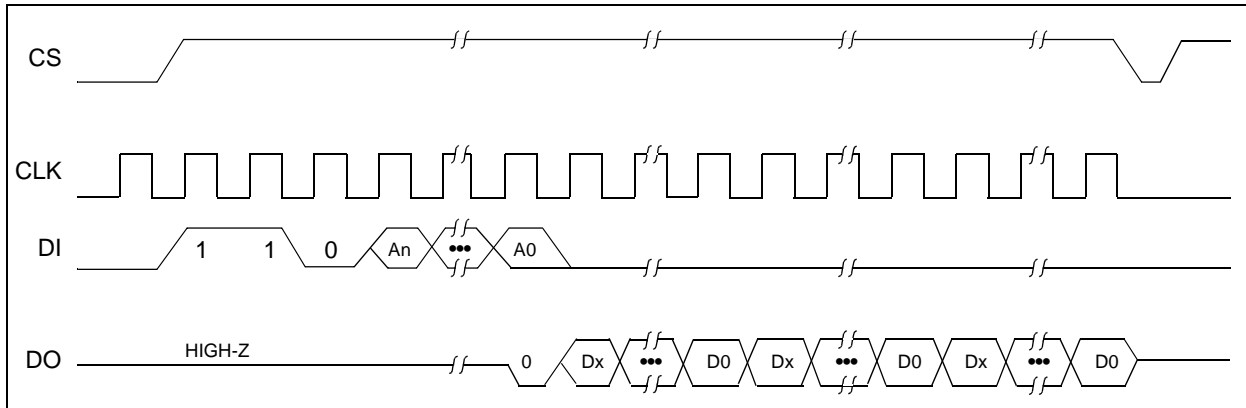 CS
CLK
DI 1 1 0 An ••• A0
DO HIGH-Z 0 Dx ••• D0 Dx ••• D0 Dx ••• D0